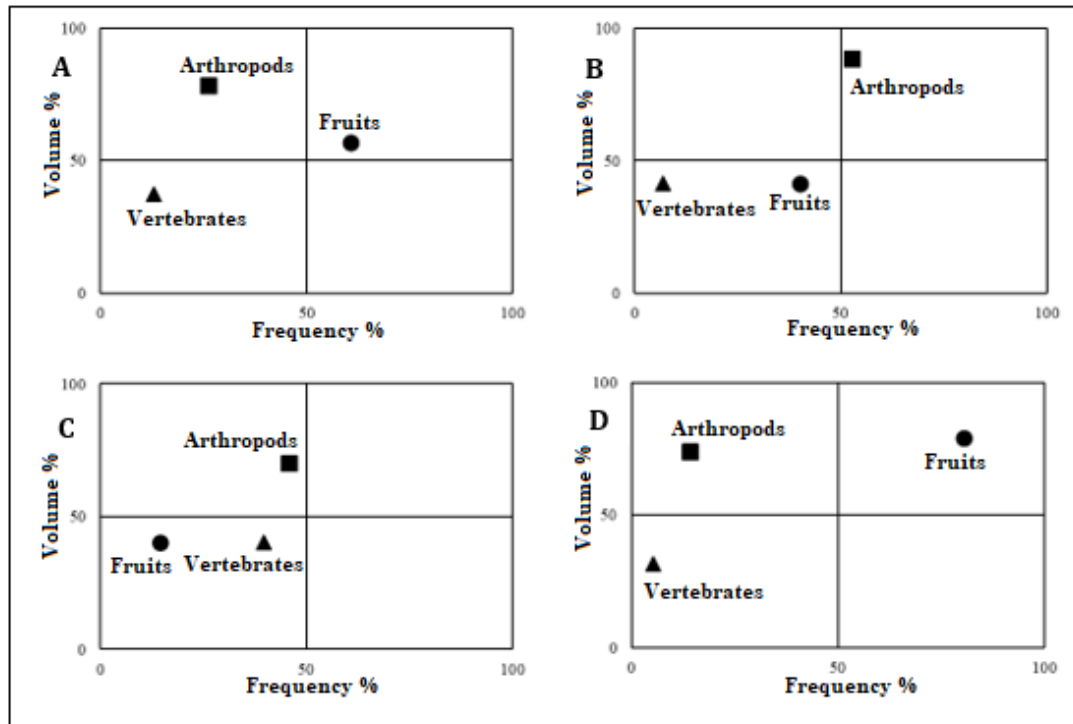 A
100
Arthropods
Fruits
Volume %
50
Vertebrates
0
0
50
100
Frequency %
B
100
Arthropods
Volume %
50
Vertebrates
Fruits
0
0
50
100
Frequency %
C
100
Arthropods
Volume %
50
Fruits
Vertebrates
0
0
50
100
Frequency %
D
100
Arthropods
Fruits
Volume %
50
Vertebrates
0
0
50
100
Frequency %